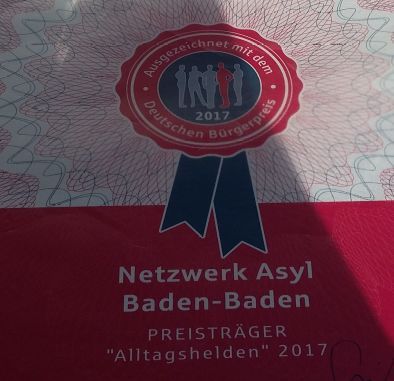 Ausgezeichnet mit dem
2017
Deutschen Bürgerpreis
Netzwerk Asyl
Baden-Baden
PREISTRÄGER
"Alltagshelden" 2017